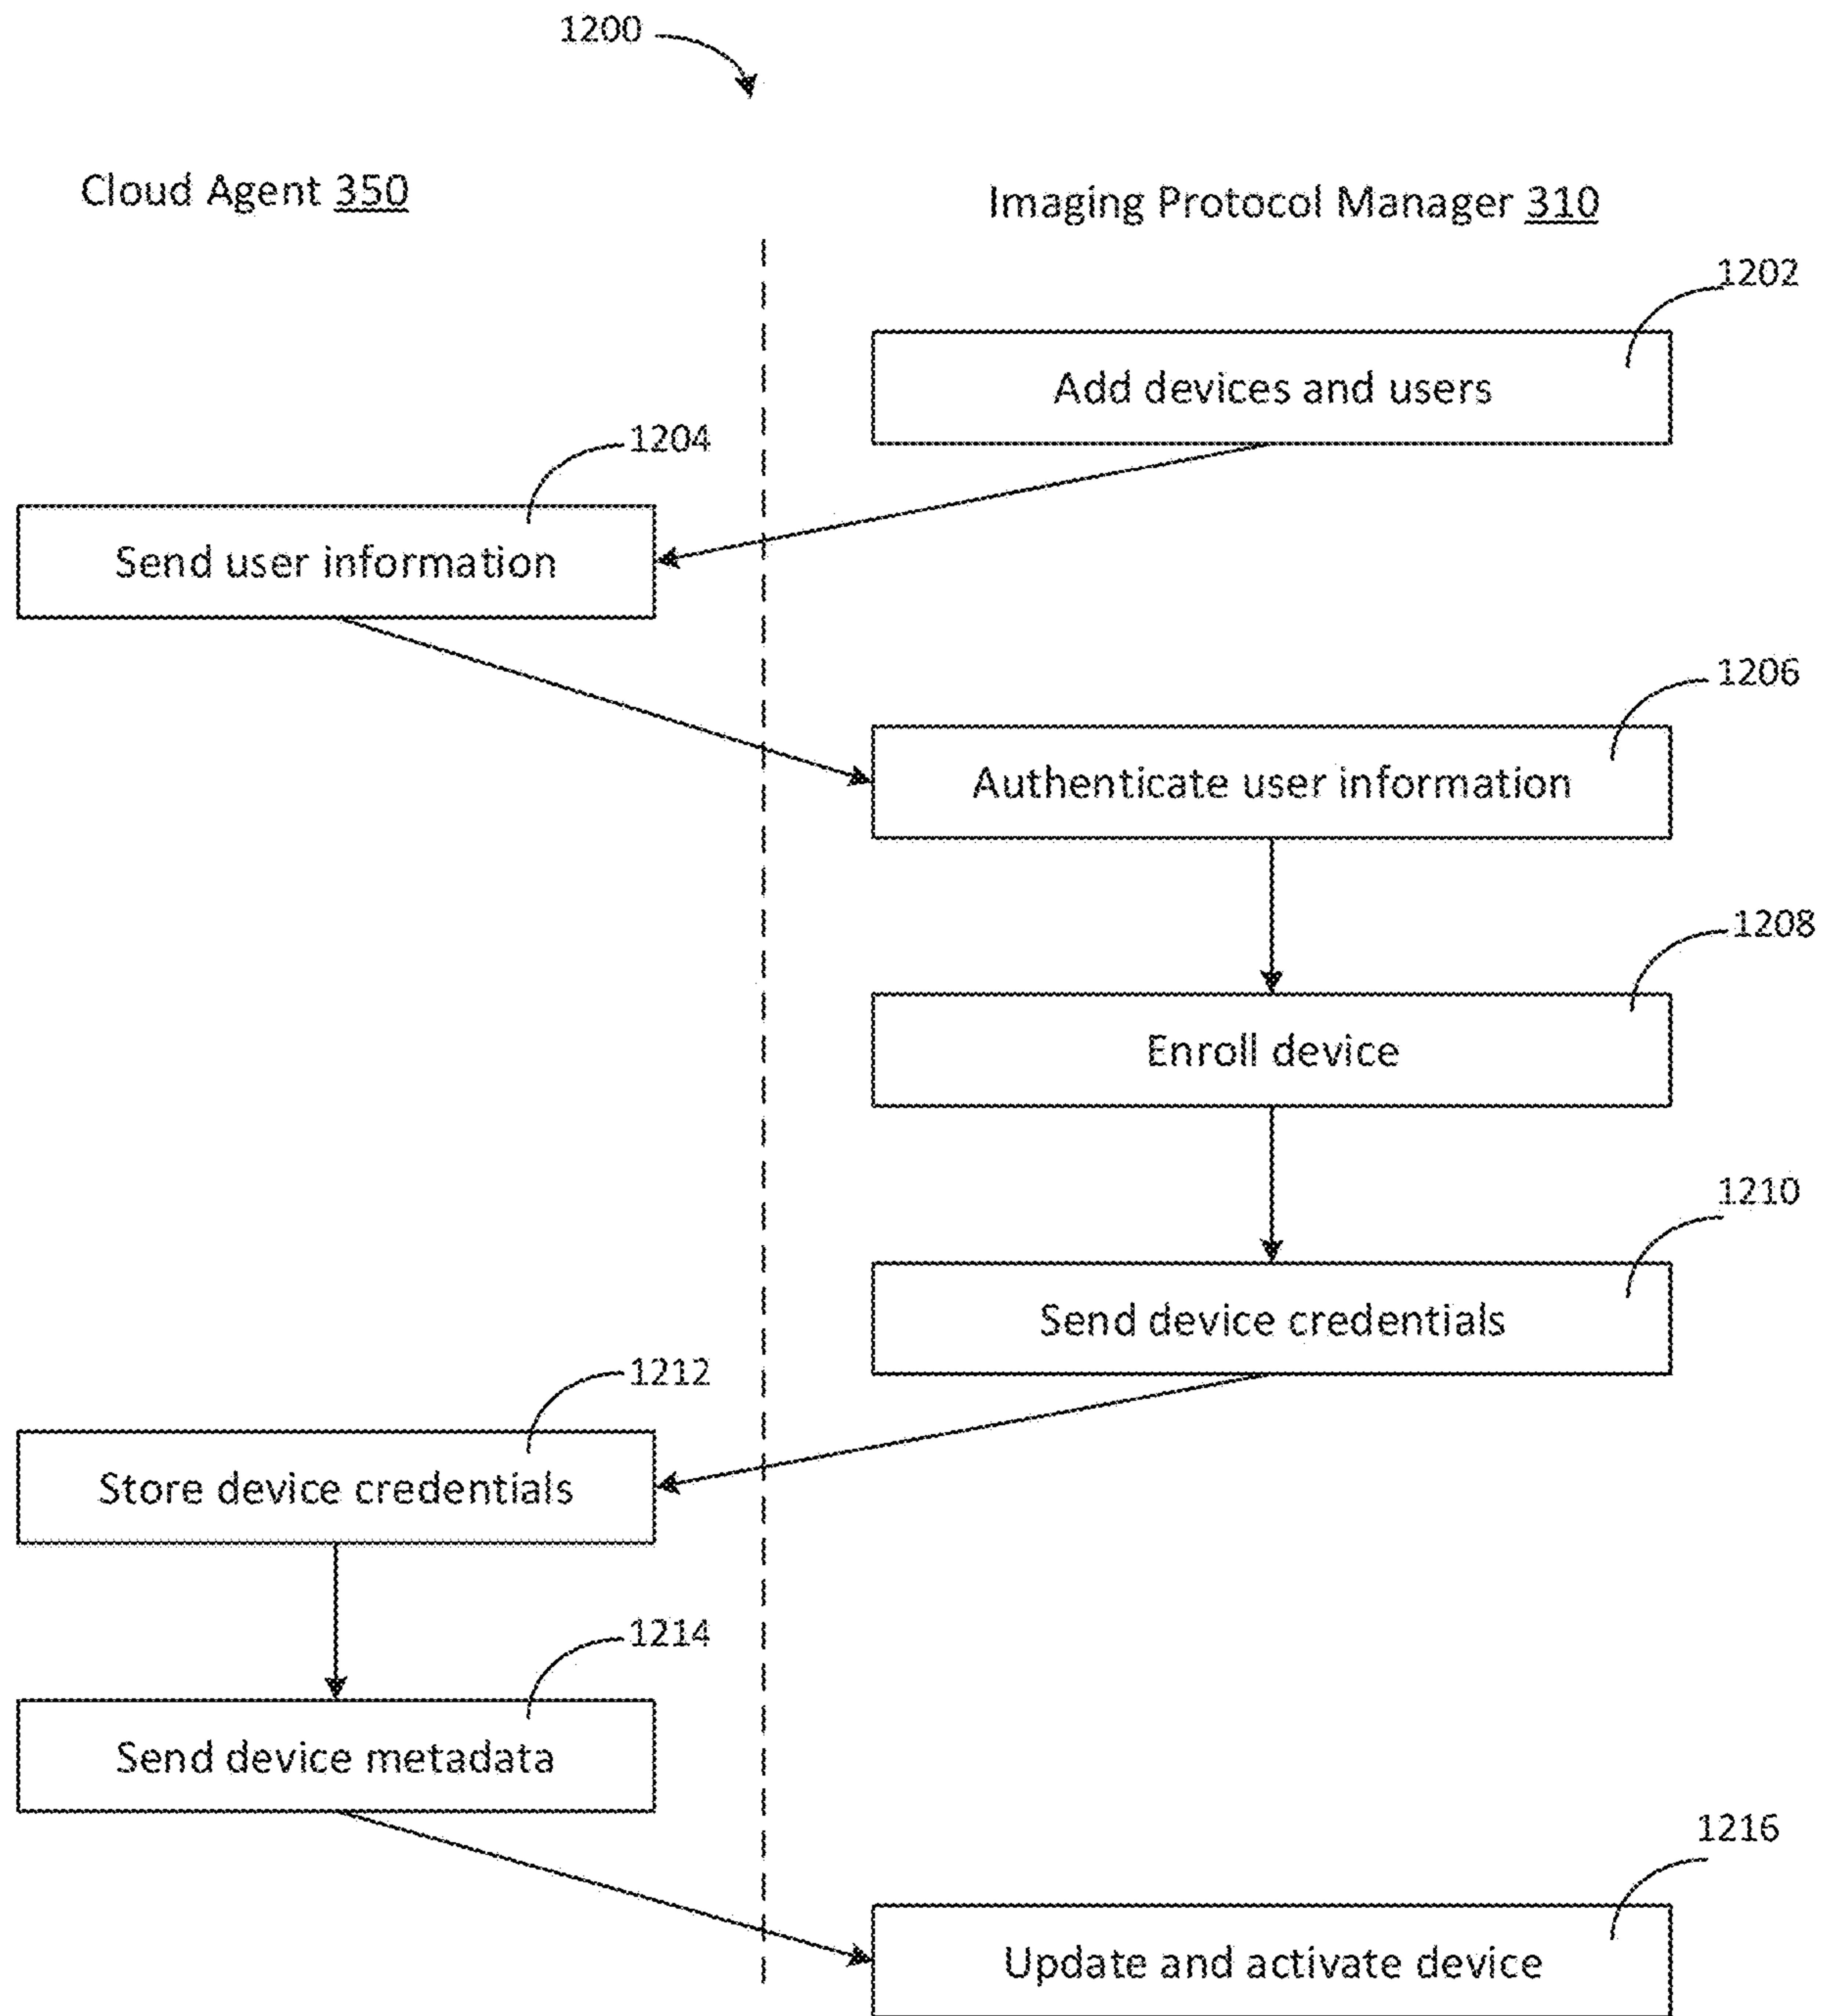 1200
Cloud Agent 350
Imaging Protocol Manager 310
1202
Add devices and users
1204
Send user information
1206
Authenticate user information
1208
Enroll device
1210
Send device credentials
1212
Store device credentials
1214
Send device metadata
1216
Update and activate device